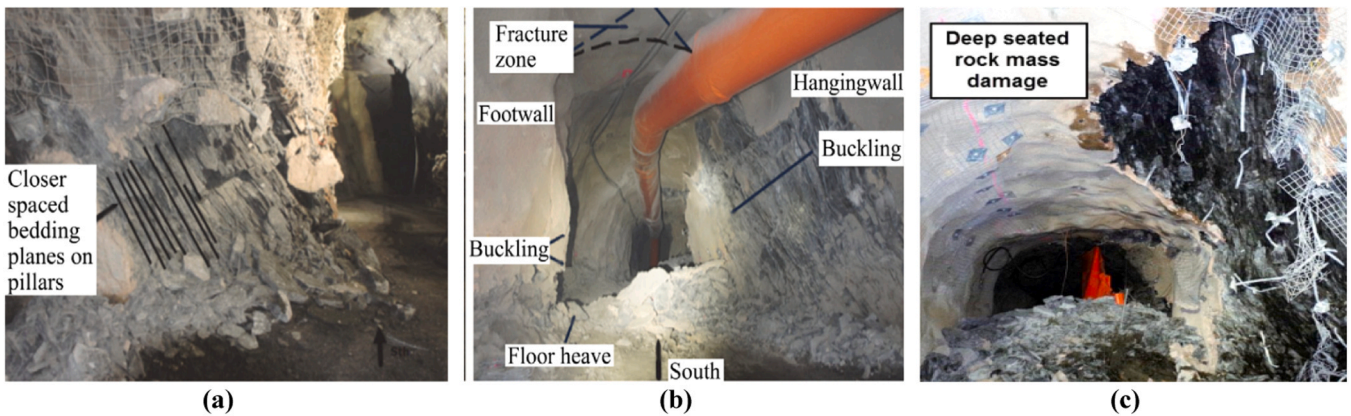 Closer
spaced
bedding
planes on
pillars
(a)
Fracture
zone
Footwall
Hangingwall
Buckling
Buckling
Floor heave
South
(b)
Deep seated
rock mass
damage
(c)